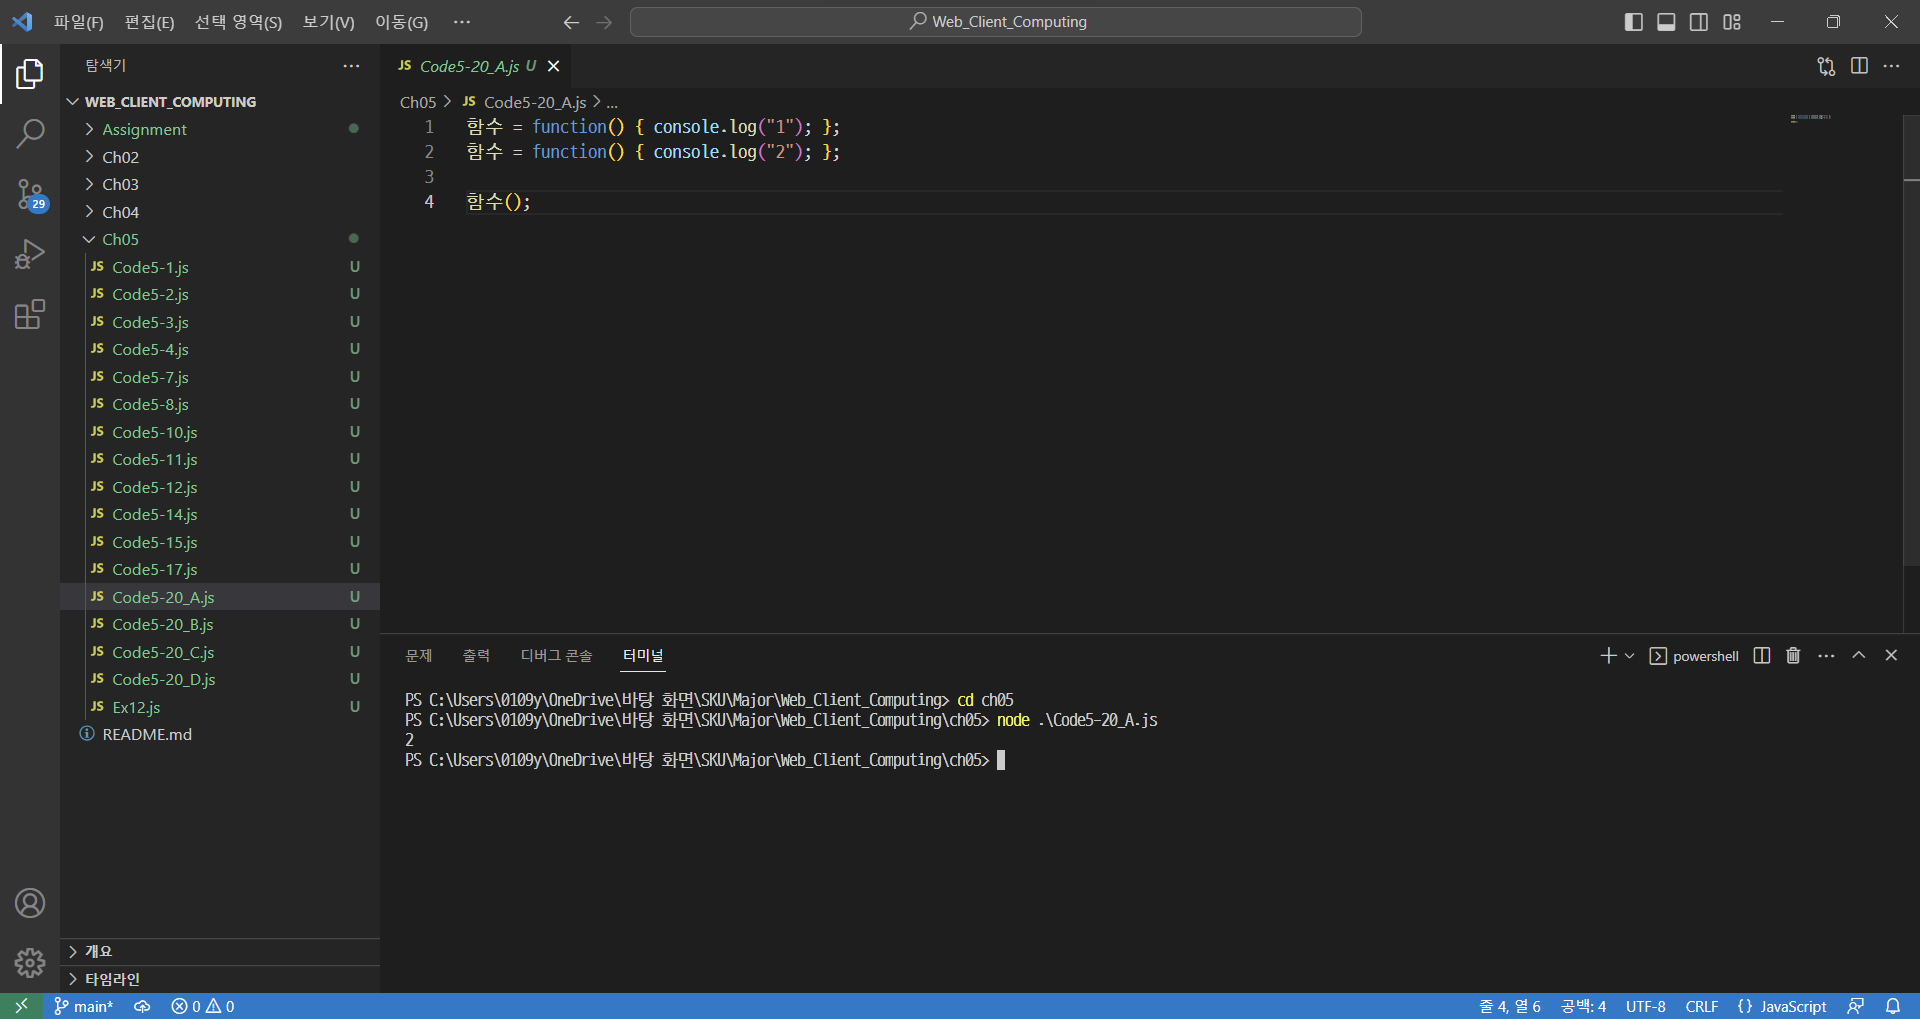 파일(F) 편집(E) 선택 영역(S) 보기(V) 이동(G) ···
Web_Client_Computing
탐색기
WEB_CLIENT_COMPUTING
Assignment
Ch02
Ch03
Ch04
Ch05
JS Code5-1.js U
JS Code5-2.js U
JS Code5-3.js U
JS Code5-4.js U
JS Code5-7.js U
JS Code5-8.js U
JS Code5-10.js U
JS Code5-11.js U
JS Code5-12.js U
JS Code5-14.js U
JS Code5-15.js U
JS Code5-17.js U
JS Code5-20_A.js U
JS Code5-20_B.js U
JS Code5-20_C.js U
JS Code5-20_D.js U
JS Ex12.js U
README.md
개요
타임라인
29
JS Code5-20_A.js U
Ch05 > JS Code5-20_A.js > ...
1 함수 = function() { console.log("1"); };
2 함수 = function() { console.log("2"); };
3
4 함수();
문제 출력 디버그 콘솔 터미널
powershell
PS C:\Users\0109y\OneDrive\바탕 화면\SKU\Major\Web_Client_Computing> cd ch05
PS C:\Users\0109y\OneDrive\바탕 화면\SKU\Major\Web_Client_Computing\ch05> node .\Code5-20_A.js
2
PS C:\Users\0109y\OneDrive\바탕 화면\SKU\Major\Web_Client_Computing\ch05>
main* 0 0
줄 4, 열 6 공백: 4 UTF-8 CRLF {} JavaScript